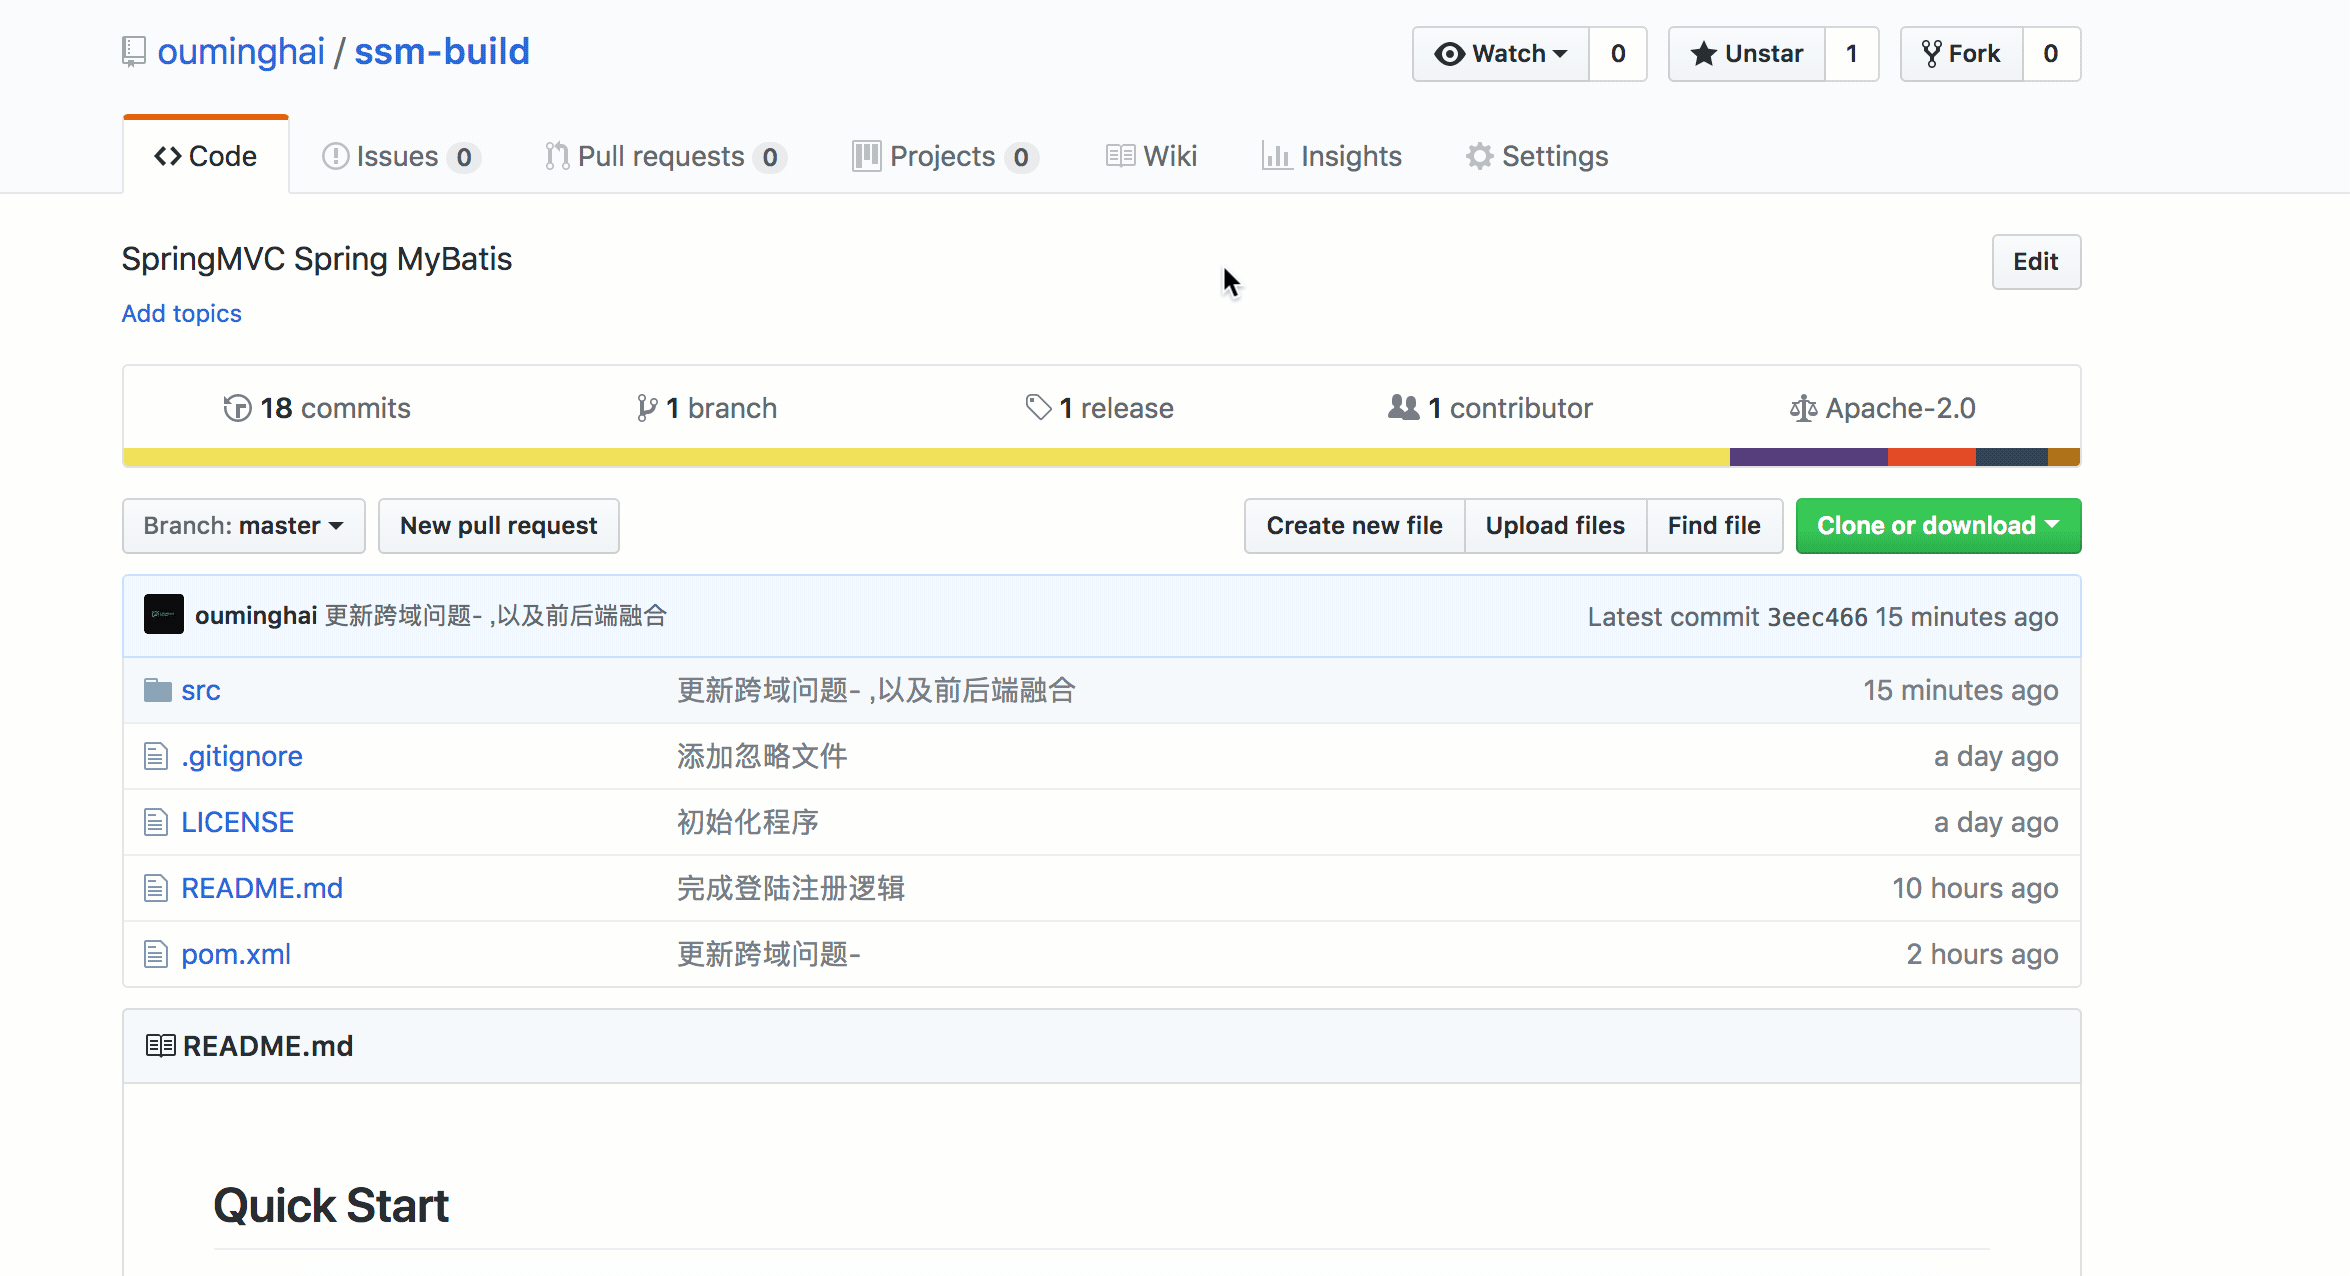 ouminghai / ssm-build
Watch 0 Unstar 1 Fork 0
Code Issues 0 Pull requests 0 Projects 0 Wiki Insights Settings
SpringMVC Spring MyBatis
Edit
Add topics
18 commits 1 branch 1 release 1 contributor Apache-2.0
Branch: master New pull request Create new file Upload files Find file Clone or download
ouminghai 更新跨域问题- ,以及前后端融合 Latest commit 3eec466 15 minutes ago
src 更新跨域问题- ,以及前后端融合 15 minutes ago
.gitignore 添加忽略文件 a day ago
LICENSE 初始化程序 a day ago
README.md 完成登陆注册逻辑 10 hours ago
pom.xml 更新跨域问题- 2 hours ago
README.md
Quick Start